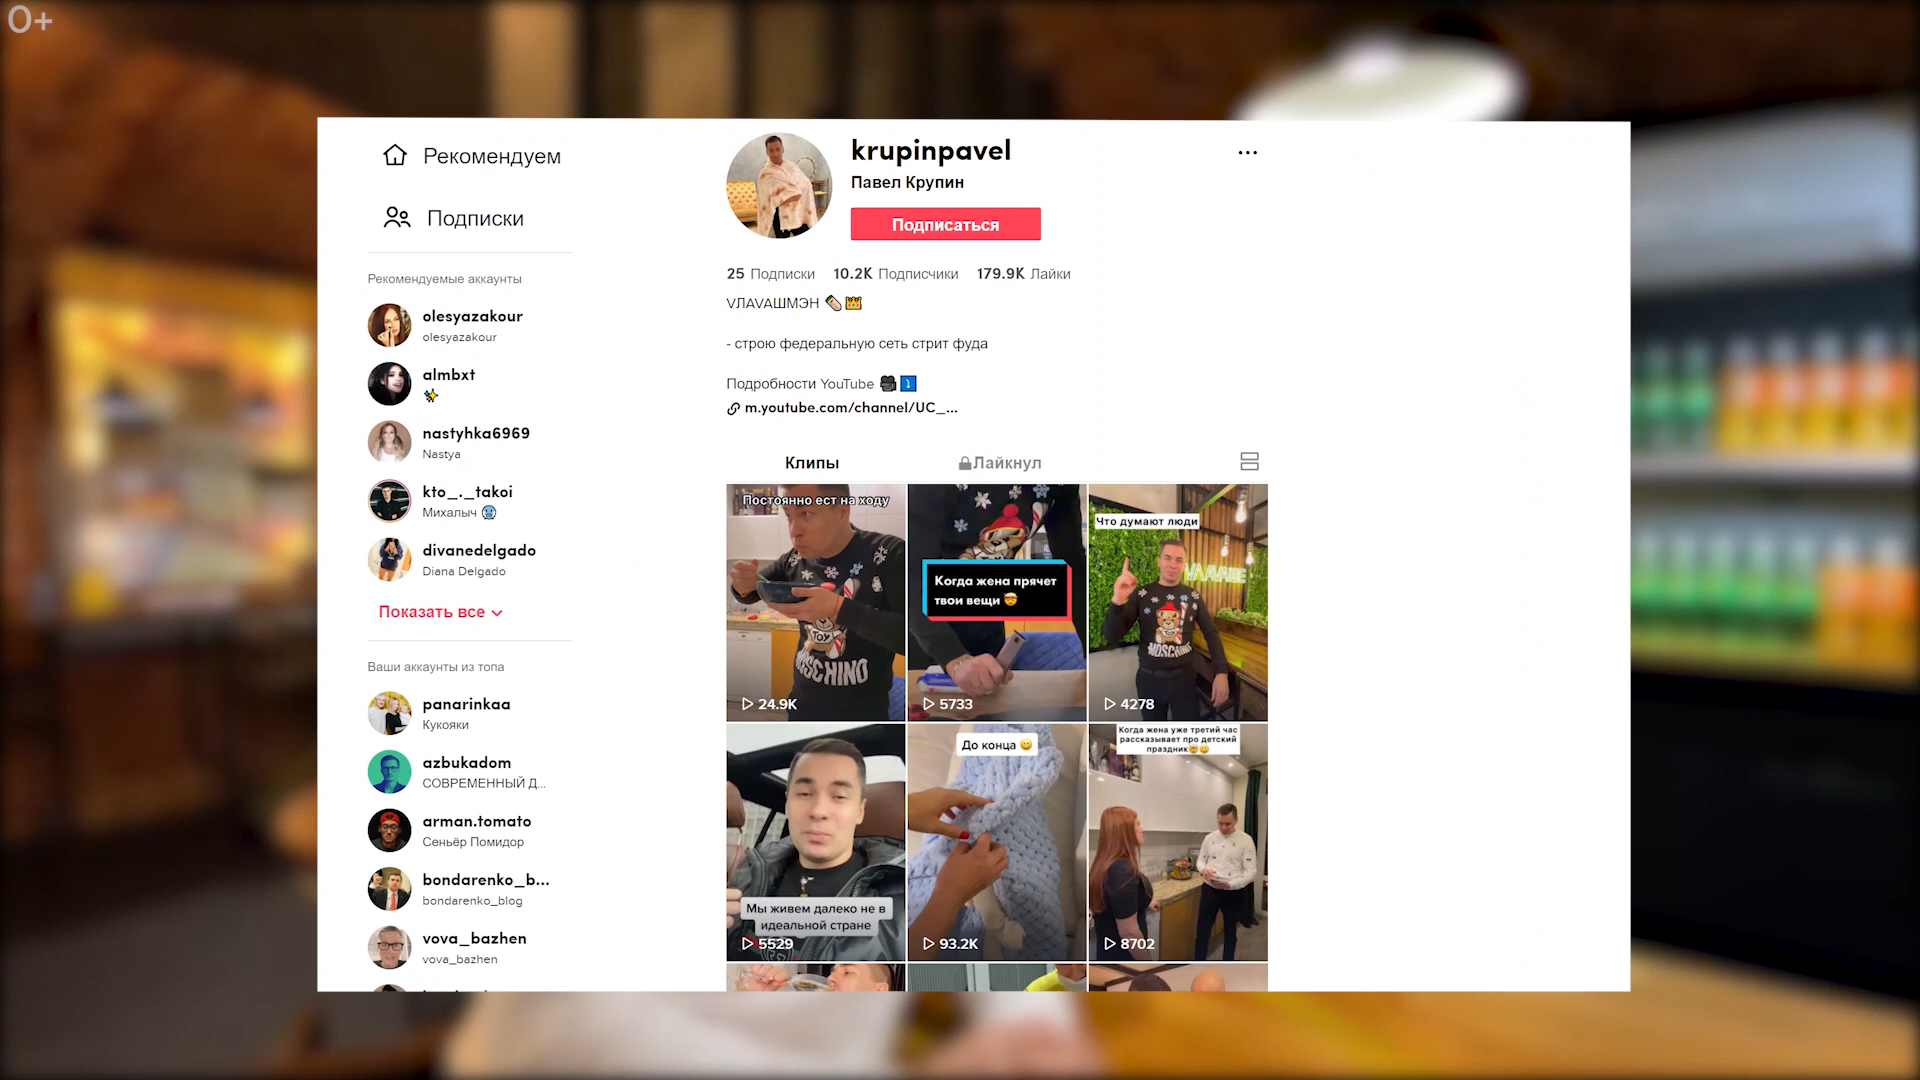 0+
Рекомендуем
Подписки
Рекомендуемые аккаунты
olesyazakour
olesyazakour
almbxt
nastyhka6969
Nastya
kto_._takoi
Михалыч
divanedelgado
Diana Delgado
Показать все
Ваши аккаунты из топа
panarinkaa
Кукояки
azbukadom
СОВРЕМЕННЫЙ Д...
arman.tomato
Сеньёр Помидор
bondarenko_b...
bondarenko_blog
vova_bazhen
vova_bazhen
krupinpavel
Павел Крупин
Подписаться
25 Подписки 10.2K Подписчики 179.9K Лайки
VЛAVAШМЭН
- строю федеральную сеть стрит фуда
Подробности YouTube
m.youtube.com/channel/UC_...
Клипы Лайкнул
Постоянно ест на ходу
TOY
MOSCHINO
24.9K
Когда жена прячет
твои вещи
5733
Что думают люди
MOSCHINO
4278
Мы живем далеко не в
идеальной стране
5529
До конца
93.2K
Когда жена уже третий час
рассказывает про детский
праздник
8702